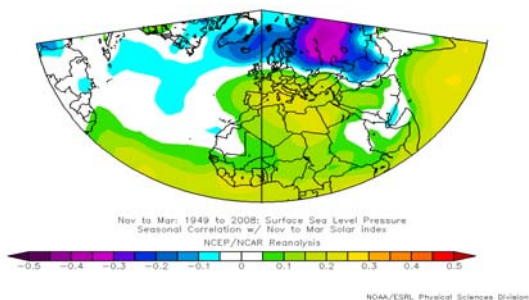 Nov to Mar: 1949 to 2008: Surface Sea Level Pressure
Seasonal Correlation w/ Nov to Mar Solar index
NCEP/NCAR Reanalysis
-0.5 -0.4 -0.3 -0.2 -0.1 0 0.1 0.2 0.3 0.4 0.5
NOAA/ESRL Physical Sciences Division